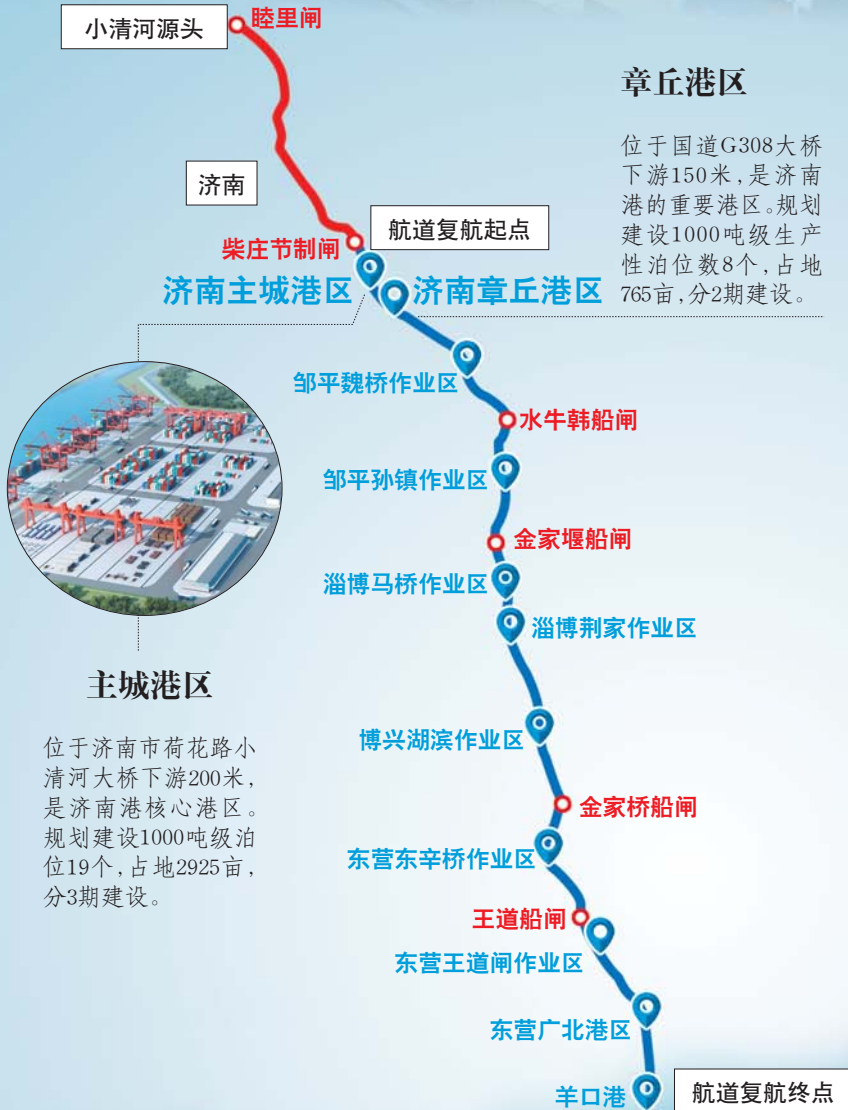 小清河源头
睦里闸
章丘港区
位于国道G308大桥
下游150米,是济南
港的重要港区。规划
建设1000吨级生产
性泊位数8个,占地
765亩,分2期建设。
济南
航道复航起点
柴庄节制闸
济南主城港区
济南章丘港区
邹平魏桥作业区
水牛韩船闸
邹平孙镇作业区
金家堰船闸
淄博马桥作业区
淄博荆家作业区
主城港区
位于济南市荷花路小
清河大桥下游200米,
是济南港核心港区。
规划建设1000吨级泊
位19个,占地2925亩,
分3期建设。
博兴湖滨作业区
金家桥船闸
东营东辛桥作业区
王道船闸
东营王道闸作业区
东营广北港区
羊口港
航道复航终点